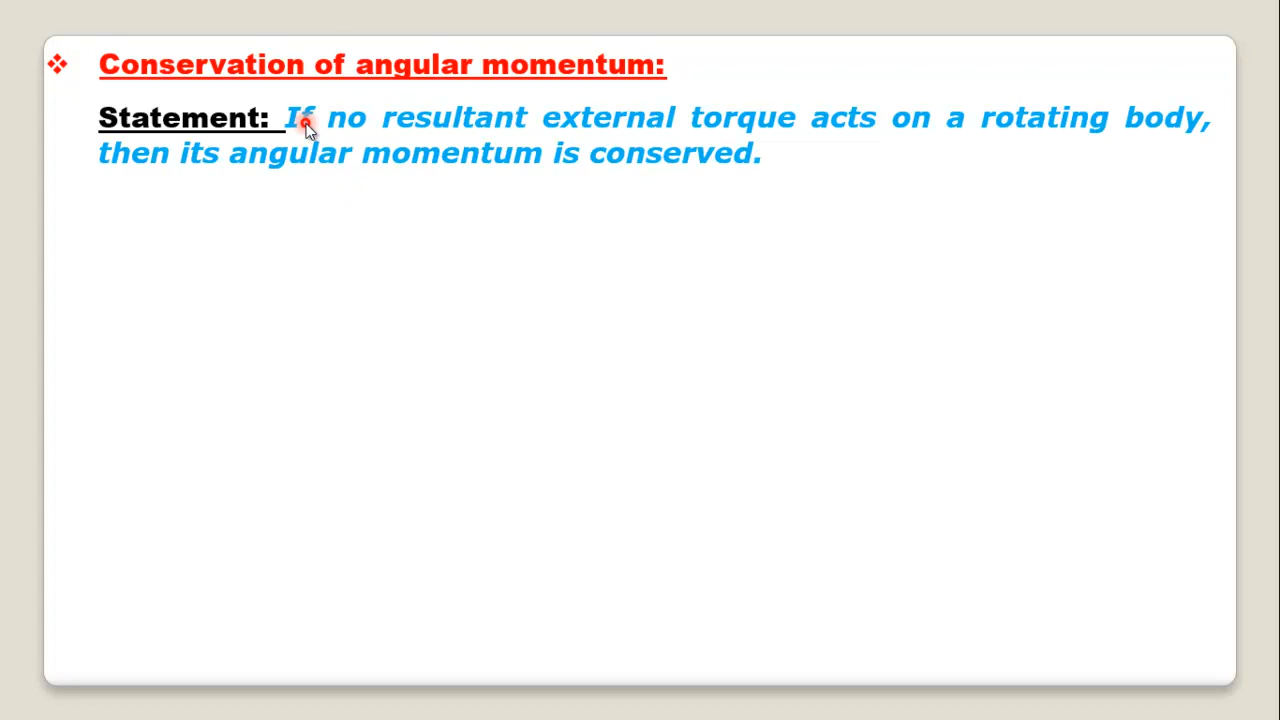 Conservation of angular momentum:
Statement: If no resultant external torque acts on a rotating body,
then its angular momentum is conserved.